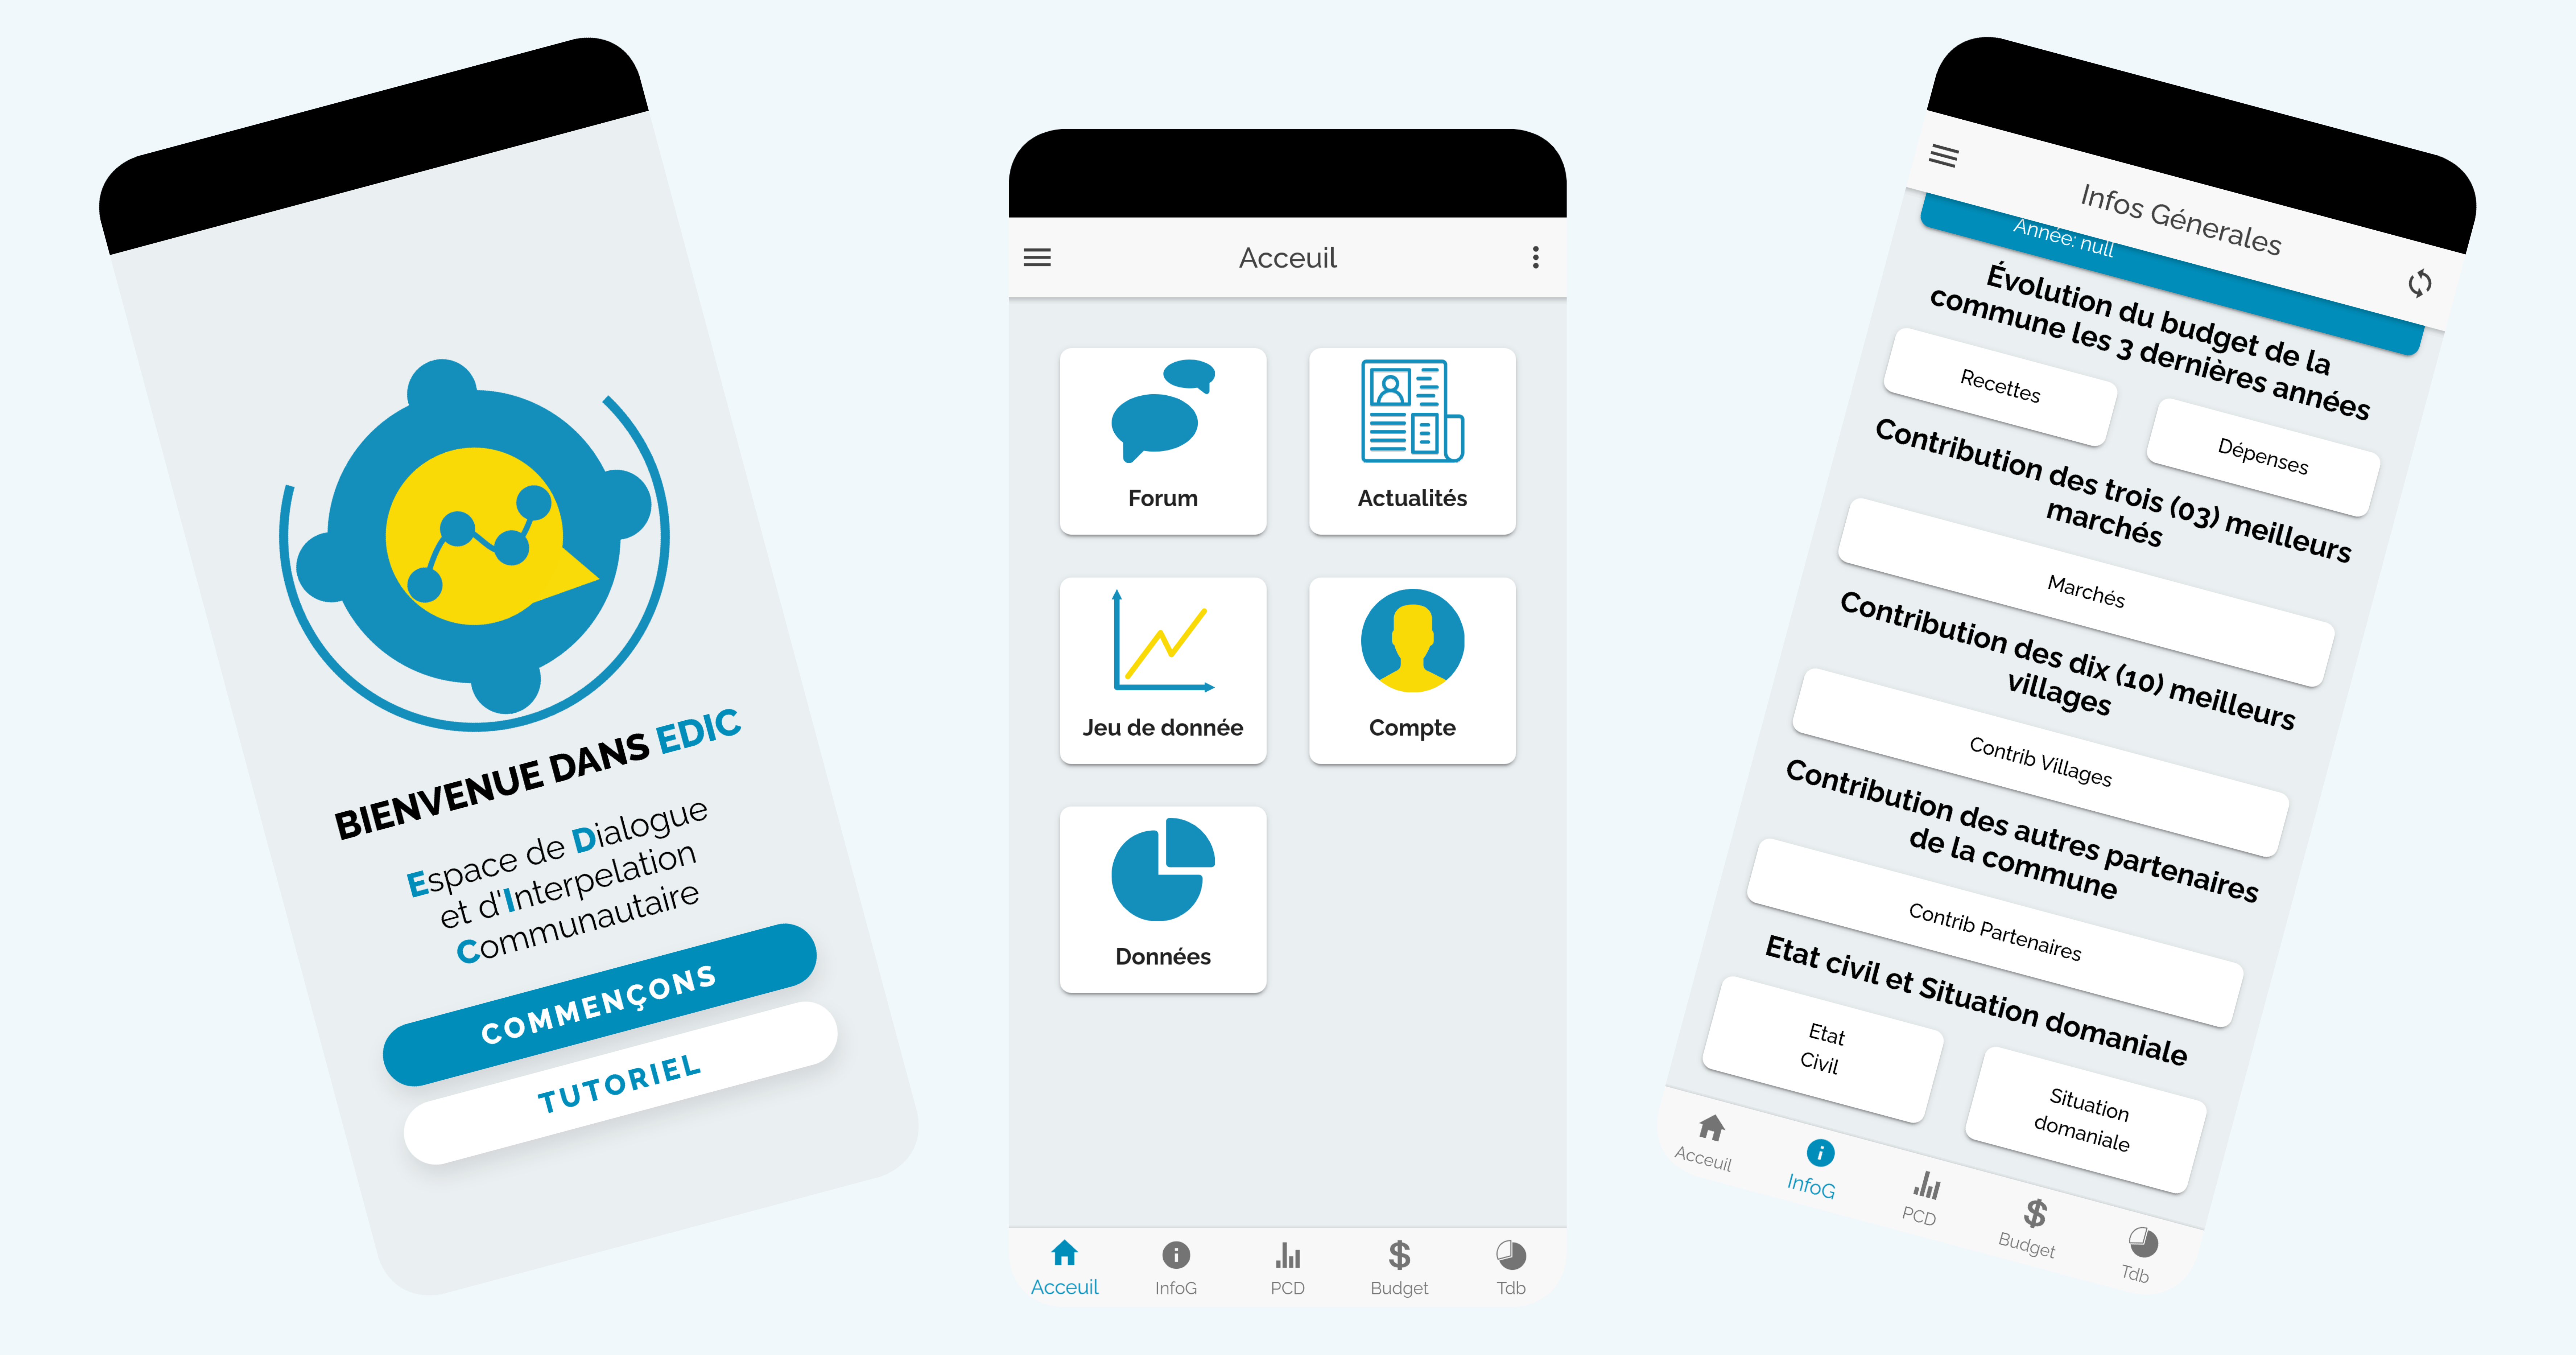 BIENVENUE DANS EDIC
Espace de Dialogue
et d'Interpelation
Communautaire
COMMENÇONS
TUTORIEL
Acceuil
Forum
Actualités
Jeu de donnée
Compte
Données
Acceuil
InfoG
PCD
Budget
Tdb
Infos Génerales
Année: null
Évolution du budget de la
commune les 3 dernières années
Recettes
Dépenses
Contribution des trois (03) meilleurs
marchés
Marchés
Contribution des dix (10) meilleurs
villages
Contrib Villages
Contribution des autres partenaires
de la commune
Contrib Partenaires
Etat civil et Situation domaniale
Etat
Civil
Situation
domaniale
Acceuil
InfoG
PCD
Budget
Tdb